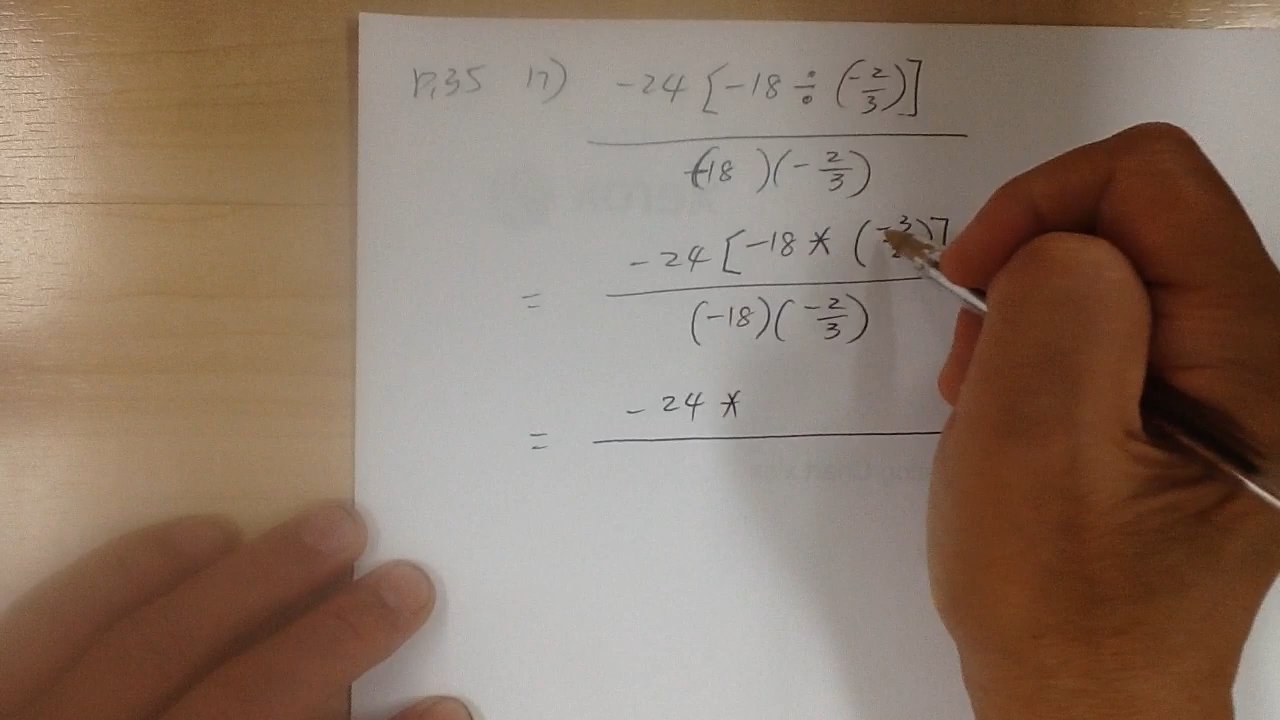 P.35 17) -24 [-18 ÷ (-2/3)]
(-18 )(-2/3)
= -24 [-18 * (-3/2)]
(-18)(-2/3)
= -24 *